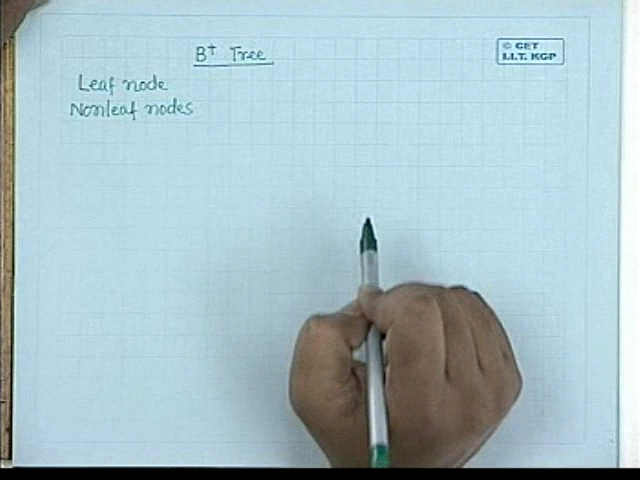 B+ Tree
© CET
I.I.T. KGP
Leaf node
Nonleaf nodes